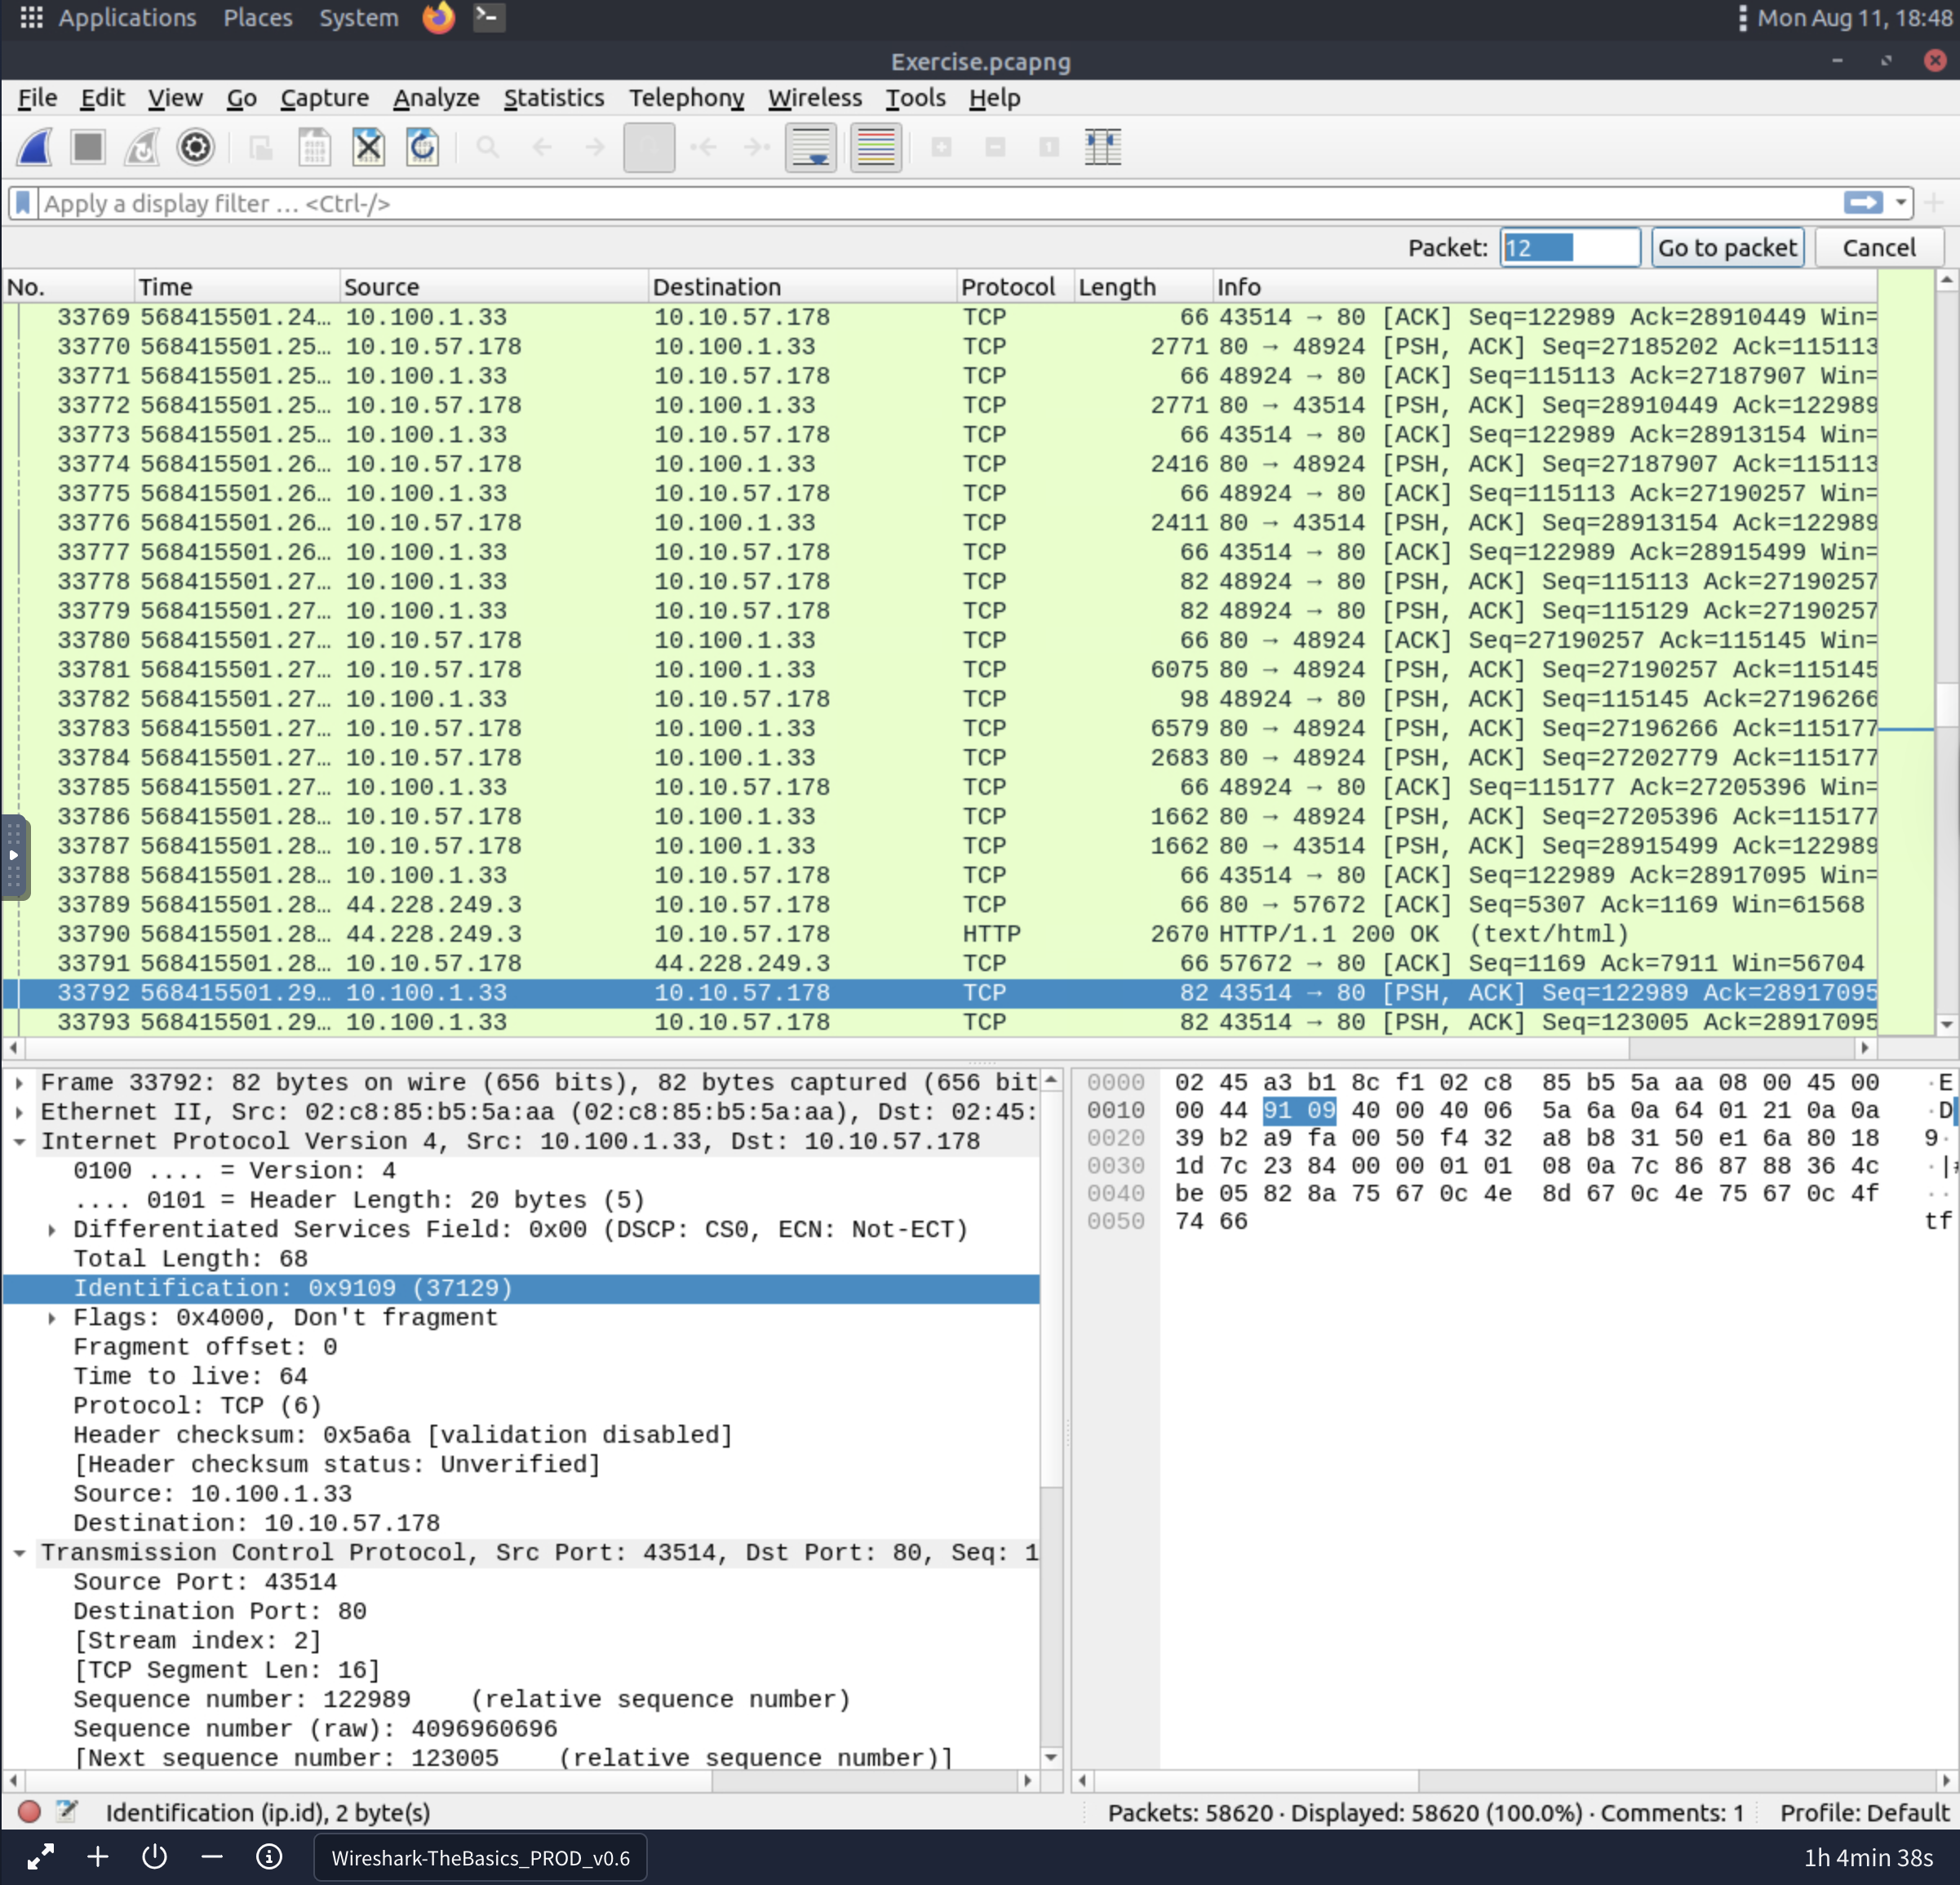 Applications Places System Mon Aug 11, 18:48
Exercise.pcapng
File Edit View Go Capture Analyze Statistics Telephony Wireless Tools Help
Apply a display filter … <Ctrl-/>
Packet: 12 Go to packet Cancel
No. Time Source Destination Protocol Length Info
33769 568415501.24… 10.100.1.33 10.10.57.178 TCP 66 43514 → 80 [ACK] Seq=122989 Ack=28910449 Win=
33770 568415501.25… 10.10.57.178 10.100.1.33 TCP 2771 80 → 48924 [PSH, ACK] Seq=27185202 Ack=115113
33771 568415501.25… 10.100.1.33 10.10.57.178 TCP 66 48924 → 80 [ACK] Seq=115113 Ack=27187907 Win=
33772 568415501.25… 10.10.57.178 10.100.1.33 TCP 2771 80 → 43514 [PSH, ACK] Seq=28910449 Ack=122989
33773 568415501.25… 10.100.1.33 10.10.57.178 TCP 66 43514 → 80 [ACK] Seq=122989 Ack=28913154 Win=
33774 568415501.26… 10.10.57.178 10.100.1.33 TCP 2416 80 → 48924 [PSH, ACK] Seq=27187907 Ack=115113
33775 568415501.26… 10.100.1.33 10.10.57.178 TCP 66 48924 → 80 [ACK] Seq=115113 Ack=27190257 Win=
33776 568415501.26… 10.10.57.178 10.100.1.33 TCP 2411 80 → 43514 [PSH, ACK] Seq=28913154 Ack=122989
33777 568415501.26… 10.100.1.33 10.10.57.178 TCP 66 43514 → 80 [ACK] Seq=122989 Ack=28915499 Win=
33778 568415501.27… 10.100.1.33 10.10.57.178 TCP 82 48924 → 80 [PSH, ACK] Seq=115113 Ack=27190257
33779 568415501.27… 10.100.1.33 10.10.57.178 TCP 82 48924 → 80 [PSH, ACK] Seq=115129 Ack=27190257
33780 568415501.27… 10.10.57.178 10.100.1.33 TCP 66 80 → 48924 [ACK] Seq=27190257 Ack=115145 Win=
33781 568415501.27… 10.10.57.178 10.100.1.33 TCP 6075 80 → 48924 [PSH, ACK] Seq=27190257 Ack=115145
33782 568415501.27… 10.100.1.33 10.10.57.178 TCP 98 48924 → 80 [PSH, ACK] Seq=115145 Ack=27196266
33783 568415501.27… 10.10.57.178 10.100.1.33 TCP 6579 80 → 48924 [PSH, ACK] Seq=27196266 Ack=115177
33784 568415501.27… 10.10.57.178 10.100.1.33 TCP 2683 80 → 48924 [PSH, ACK] Seq=27202779 Ack=115177
33785 568415501.27… 10.100.1.33 10.10.57.178 TCP 66 48924 → 80 [ACK] Seq=115177 Ack=27205396 Win=
33786 568415501.28… 10.10.57.178 10.100.1.33 TCP 1662 80 → 48924 [PSH, ACK] Seq=27205396 Ack=115177
33787 568415501.28… 10.10.57.178 10.100.1.33 TCP 1662 80 → 43514 [PSH, ACK] Seq=28915499 Ack=122989
33788 568415501.28… 10.100.1.33 10.10.57.178 TCP 66 43514 → 80 [ACK] Seq=122989 Ack=28917095 Win=
33789 568415501.28… 44.228.249.3 10.10.57.178 TCP 66 80 → 57672 [ACK] Seq=5307 Ack=1169 Win=61568
33790 568415501.28… 44.228.249.3 10.10.57.178 HTTP 2670 HTTP/1.1 200 OK (text/html)
33791 568415501.28… 10.10.57.178 44.228.249.3 TCP 66 57672 → 80 [ACK] Seq=1169 Ack=7911 Win=56704
33792 568415501.29… 10.100.1.33 10.10.57.178 TCP 82 43514 → 80 [PSH, ACK] Seq=122989 Ack=28917095
33793 568415501.29… 10.100.1.33 10.10.57.178 TCP 82 43514 → 80 [PSH, ACK] Seq=123005 Ack=28917095
Frame 33792: 82 bytes on wire (656 bits), 82 bytes captured (656 bit
Ethernet II, Src: 02:c8:85:b5:5a:aa (02:c8:85:b5:5a:aa), Dst: 02:45:
Internet Protocol Version 4, Src: 10.100.1.33, Dst: 10.10.57.178
0100 .... = Version: 4
.... 0101 = Header Length: 20 bytes (5)
Differentiated Services Field: 0x00 (DSCP: CS0, ECN: Not-ECT)
Total Length: 68
Identification: 0x9109 (37129)
Flags: 0x4000, Don't fragment
Fragment offset: 0
Time to live: 64
Protocol: TCP (6)
Header checksum: 0x5a6a [validation disabled]
[Header checksum status: Unverified]
Source: 10.100.1.33
Destination: 10.10.57.178
Transmission Control Protocol, Src Port: 43514, Dst Port: 80, Seq: 1
Source Port: 43514
Destination Port: 80
[Stream index: 2]
[TCP Segment Len: 16]
Sequence number: 122989 (relative sequence number)
Sequence number (raw): 4096960696
[Next sequence number: 123005 (relative sequence number)]
0000 02 45 a3 b1 8c f1 02 c8 85 b5 5a aa 08 00 45 00 ·E
0010 00 44 91 09 40 00 40 06 5a 6a 0a 64 01 21 0a 0a ·D
0020 39 b2 a9 fa 00 50 f4 32 a8 b8 31 50 e1 6a 80 18 9·
0030 1d 7c 23 84 00 00 01 01 08 0a 7c 86 87 88 36 4c ·|#
0040 be 05 82 8a 75 67 0c 4e 8d 67 0c 4e 75 67 0c 4f ··
0050 74 66 tf
Identification (ip.id), 2 byte(s) Packets: 58620 · Displayed: 58620 (100.0%) · Comments: 1 Profile: Default
Wireshark-TheBasics_PROD_v0.6 1h 4min 38s